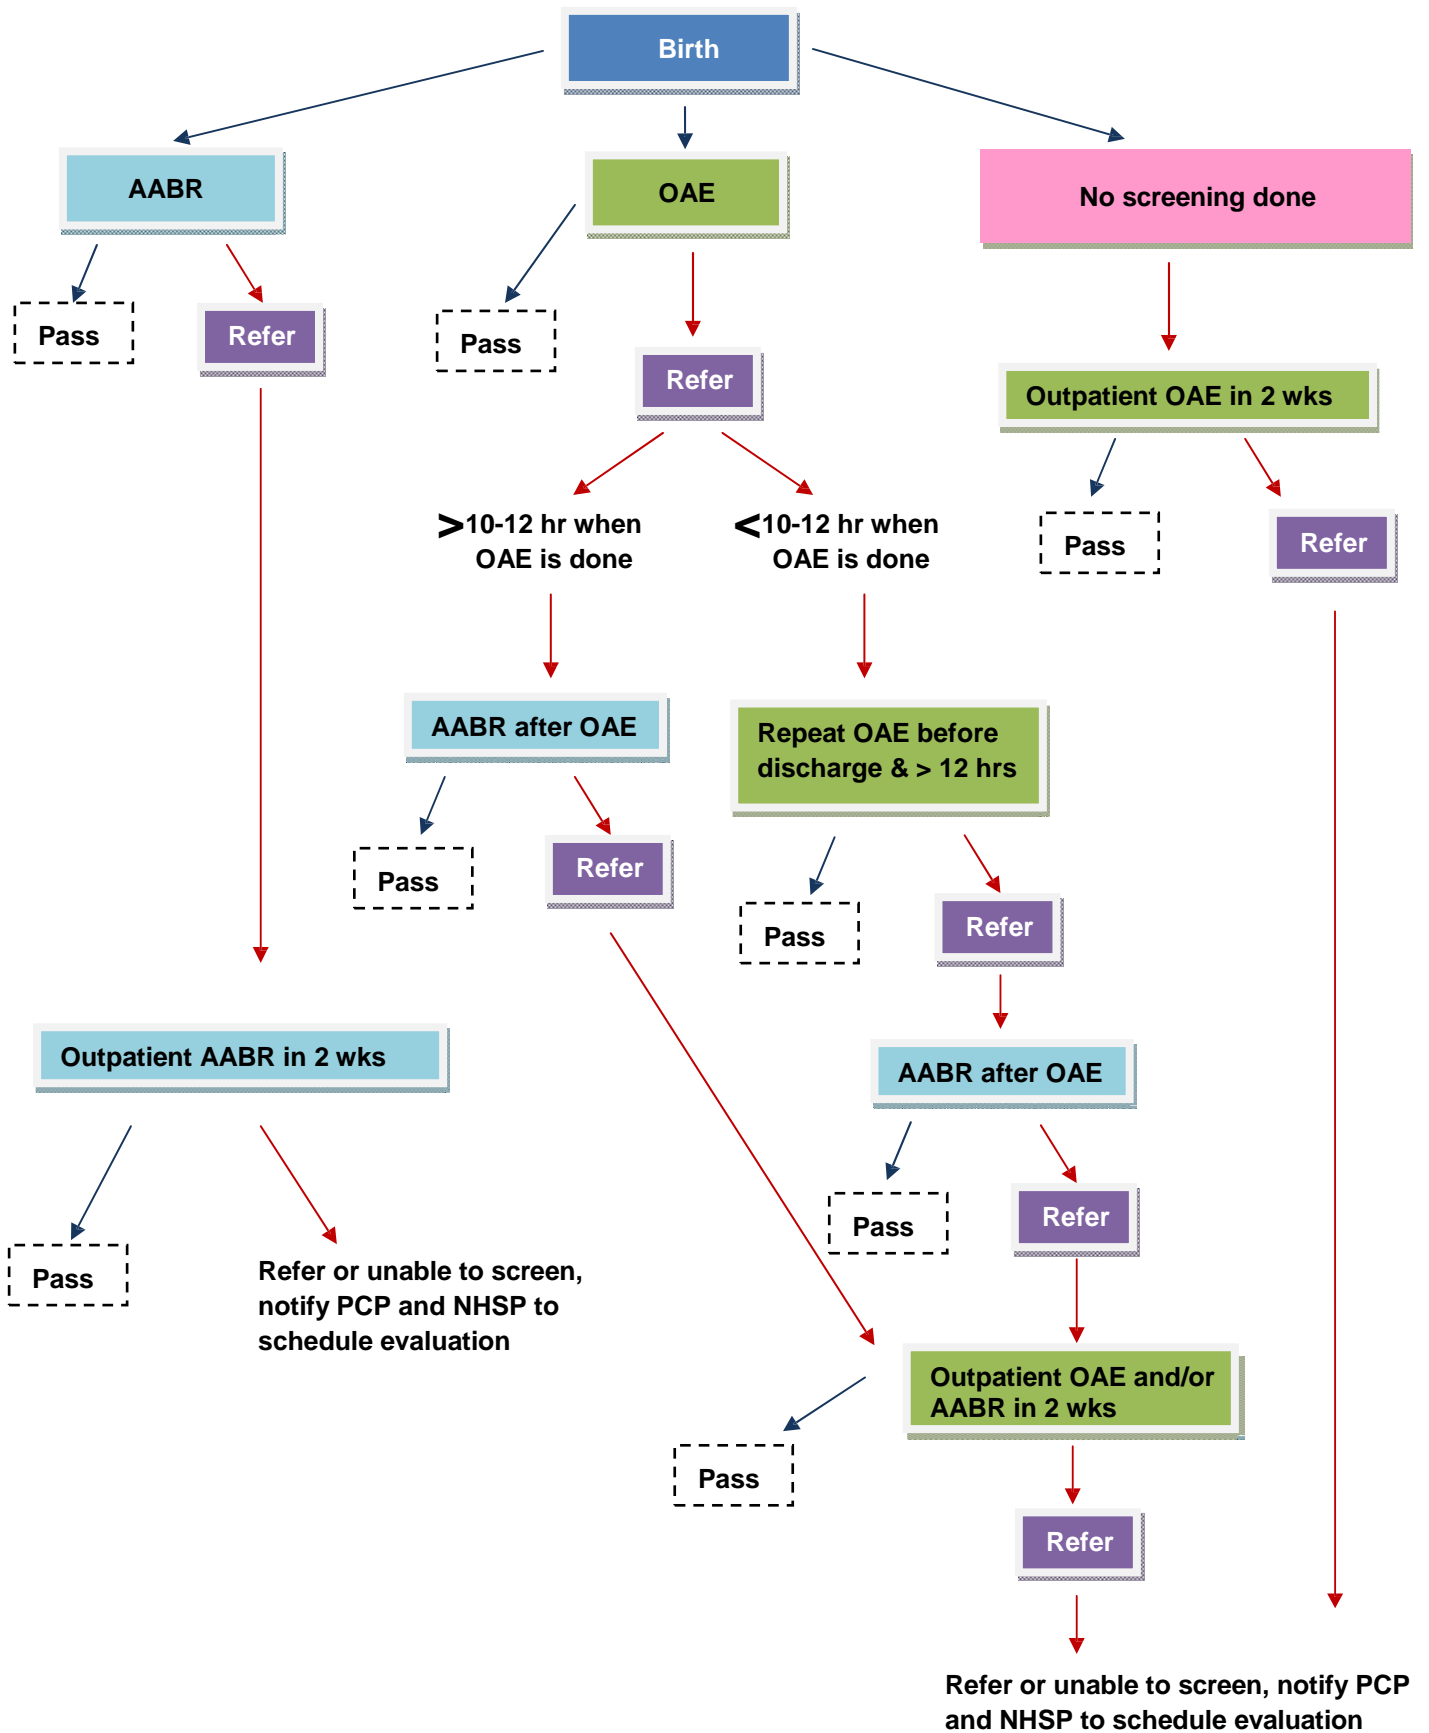 Birth
AABR
OAE
No screening done
Pass
Refer
Pass
Refer
Outpatient OAE in 2 wks
>10-12 hr when
OAE is done
<10-12 hr when
OAE is done
Pass
Refer
AABR after OAE
Repeat OAE before
discharge & > 12 hrs
Pass
Refer
Pass
Refer
Outpatient AABR in 2 wks
AABR after OAE
Pass
Refer
Pass
Refer or unable to screen,
notify PCP and NHSP to
schedule evaluation
Outpatient OAE and/or
AABR in 2 wks
Pass
Refer
Refer or unable to screen, notify PCP
and NHSP to schedule evaluation